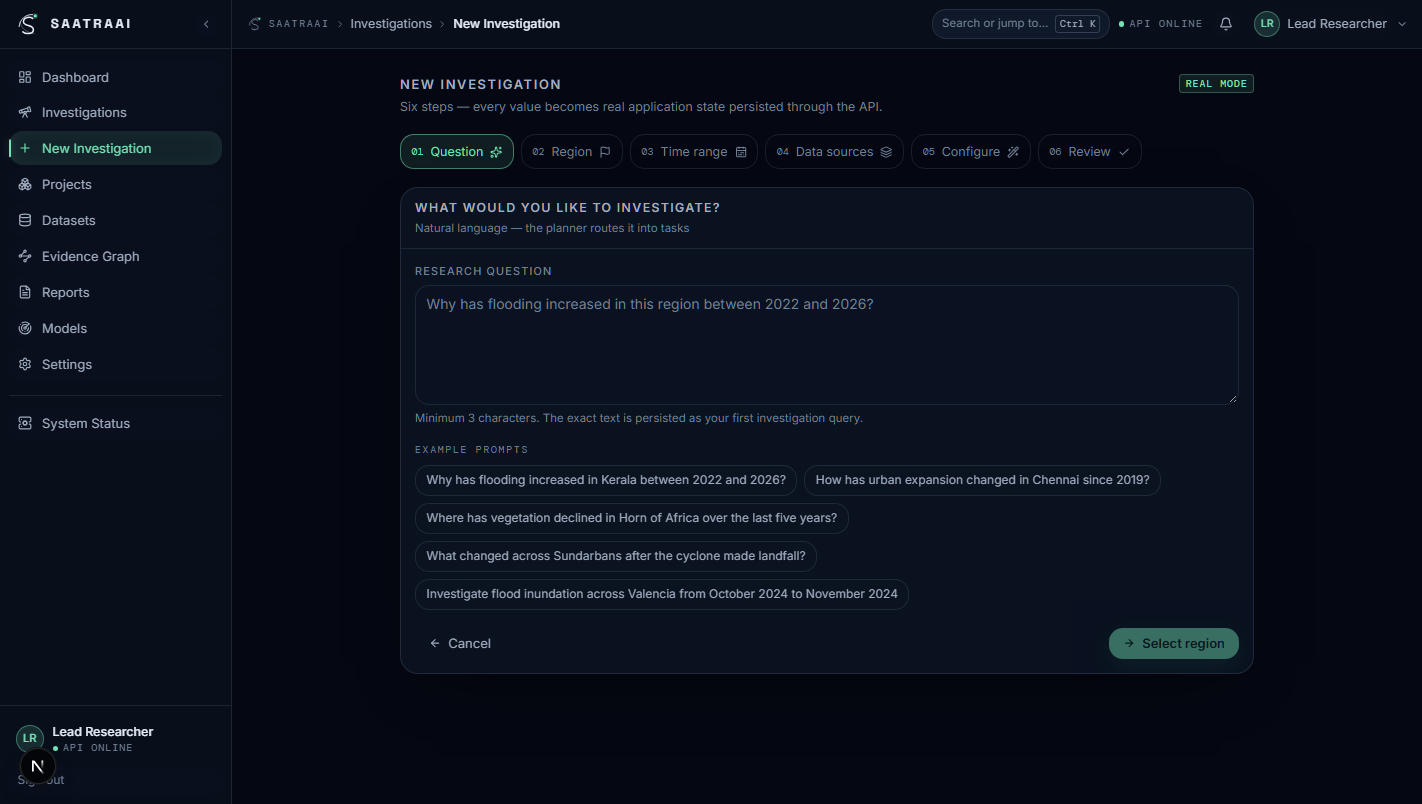 SAATRAAI
SAATRAAI > Investigations > New Investigation
Search or jump to... Ctrl K
API ONLINE
LR Lead Researcher
Dashboard
Investigations
New Investigation
Projects
Datasets
Evidence Graph
Reports
Models
Settings
System Status
LR Lead Researcher
API ONLINE
N
NEW INVESTIGATION
REAL MODE
Six steps — every value becomes real application state persisted through the API.
01 Question
02 Region
03 Time range
04 Data sources
05 Configure
06 Review
WHAT WOULD YOU LIKE TO INVESTIGATE?
Natural language — the planner routes it into tasks
RESEARCH QUESTION
Why has flooding increased in this region between 2022 and 2026?
Minimum 3 characters. The exact text is persisted as your first investigation query.
EXAMPLE PROMPTS
Why has flooding increased in Kerala between 2022 and 2026?
How has urban expansion changed in Chennai since 2019?
Where has vegetation declined in Horn of Africa over the last five years?
What changed across Sundarbans after the cyclone made landfall?
Investigate flood inundation across Valencia from October 2024 to November 2024
← Cancel
→ Select region